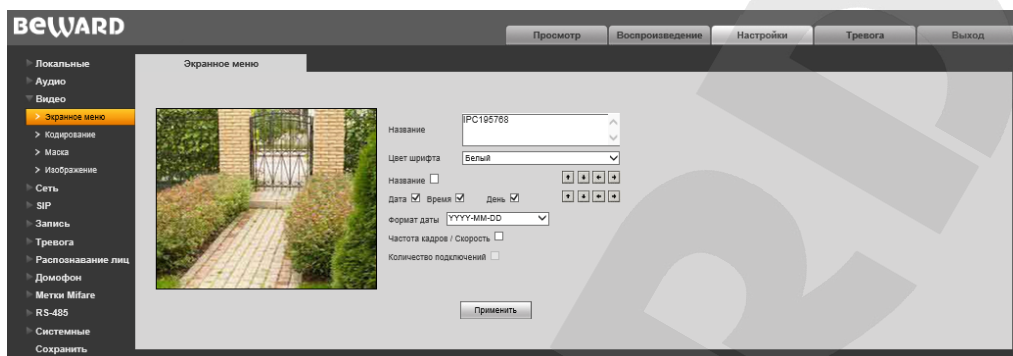 BEWARD
Просмотр Воспроизведение Настройки Тревога Выход
Локальные
Аудио
Видео
Экранное меню
Кодирование
Маска
Изображение
Сеть
SIP
Запись
Тревога
Распознавание лиц
Домофон
Метки Mifare
RS-485
Системные
Сохранить
Экранное меню
Название IPC195768
Цвет шрифта Белый
Название
Дата Время День
Формат даты YYYY-MM-DD
Частота кадров / Скорость
Количество подключений
Применить